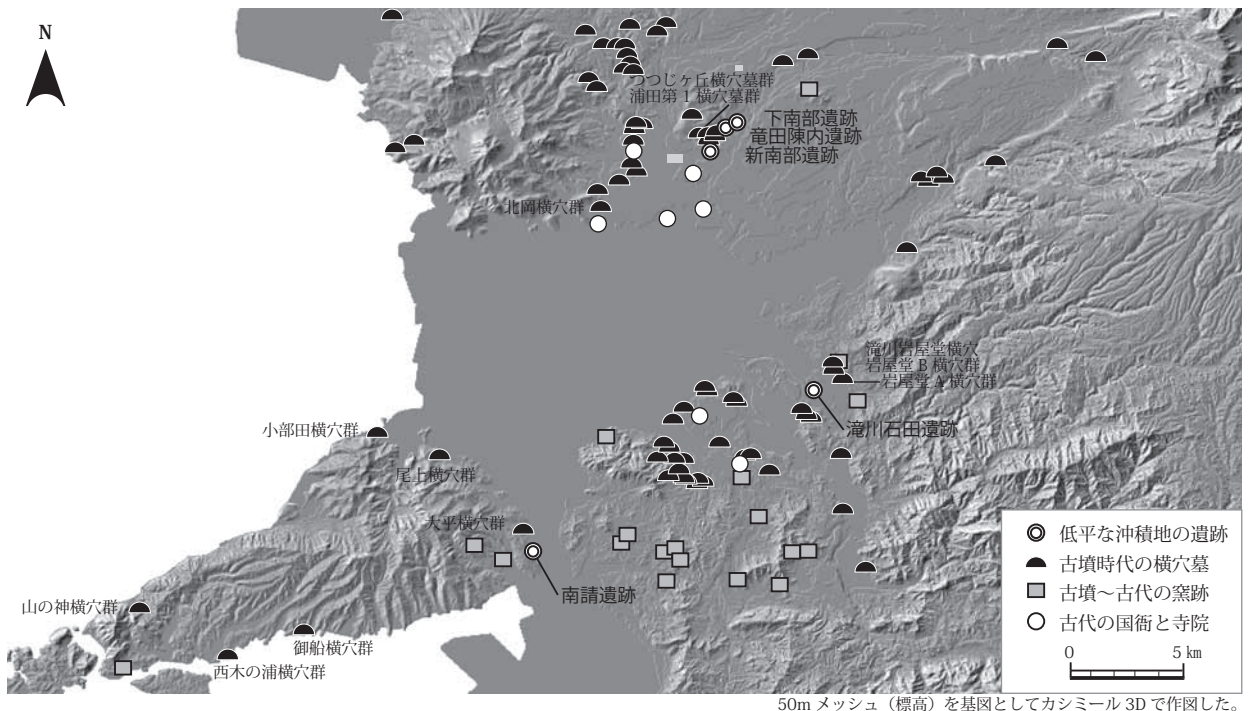 N
つつじヶ丘横穴墓群
浦田第1横穴墓群
下南部遺跡
竜田陳内遺跡
新南部遺跡
北岡横穴群
滝川岩屋堂横穴
岩屋堂B横穴群
岩屋堂A横穴群
滝川石田遺跡
小部田横穴群
尾上横穴群
大平横穴群
南請遺跡
山の神横穴群
御船横穴群
西木の浦横穴群
低平な沖積地の遺跡
古墳時代の横穴墓
古墳～古代の窯跡
古代の国衙と寺院
0 5㎞
50m メッシュ（標高）を基図としてカシミール 3D で作図した。